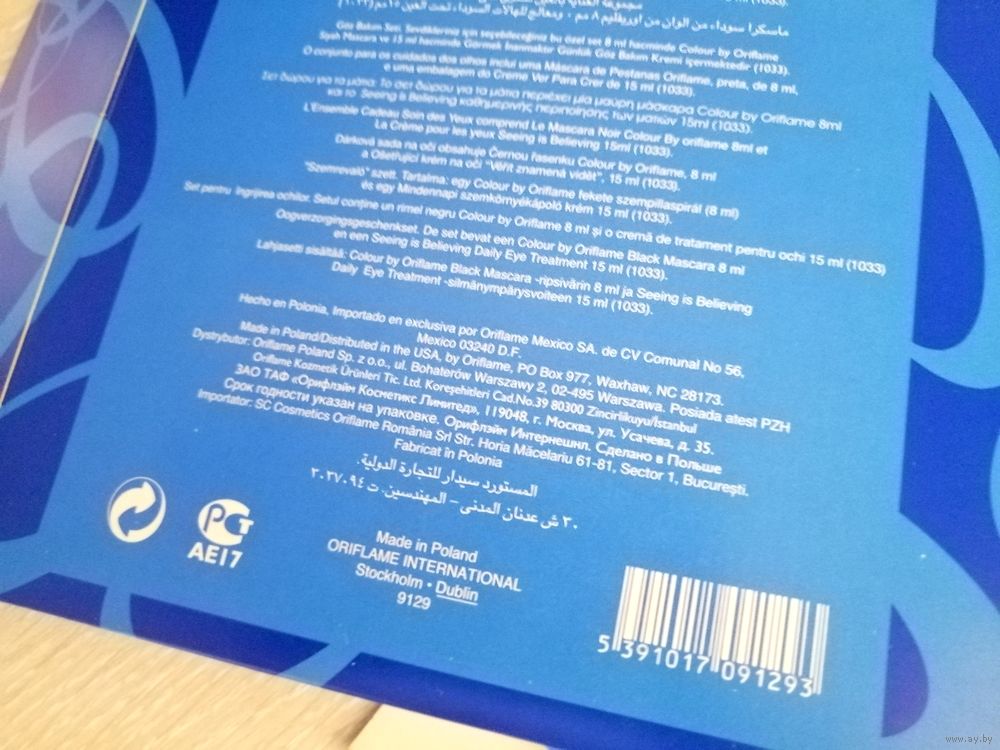 ماسكرا سوداء من الوان من اوريفليم ٨ مم - ومعالج للهالات السوداء تحت العين ١٥ مم
Göz Bakım Seti. Sevdikleriniz için seçebileceğiniz bu özel set 8 ml hacminde Colour by Oriflame
Siyah Mascara ve 15 ml hacminde Görmek İnanmaktır Günlük Göz Bakım Kremi içermektedir (1033).
O conjunto para os cuidados dos olhos inclui uma Máscara de Pestanas Oriflame, preta, de 8 ml,
e uma embalagem do Creme Ver Para Crer de 15 ml (1033).
Σετ δώρου για τα μάτια. Το σετ δώρου για τα μάτια περιέχει μία μαύρη μάσκαρα Colour by Oriflame 8ml
και το Seeing is Believing καθημερινής περιποίησης των ματιών 15ml (1033).
L'Ensemble Cadeau Soin des Yeux comprend Le Mascara Noir Colour By oriflame 8ml et
La Crème pour les yeux Seeing is Believing 15ml (1033).
Dárková sada na oči obsahuje Černou řasenku Colour by Oriflame, 8 ml
a Ošetřující krém na oči "Věřit znamená vidět", 15 ml (1033).
"Szemrevaló" szett. Tartalma: egy Colour by Oriflame fekete szempillaspirál (8 ml)
és egy Mindennapi szemkörnyékápoló krém 15 ml (1033).
Set pentru îngrijirea ochilor. Setul conține un rimel negru Colour by Oriflame 8 ml și o cremă de tratament pentru ochi 15 ml (1033)
Oogverzorgingsgeschenkset. De set bevat een Colour by Oriflame Black Mascara 8 ml
en een Seeing is Believing Daily Eye Treatment 15 ml (1033).
Lahjasetti sisältää: Colour by Oriflame Black Mascara -ripsivärin 8 ml ja Seeing is Believing
Daily Eye Treatment -silmänympärysvoiteen 15 ml (1033).
Hecho en Polonia, Importado en exclusiva por Oriflame Mexico SA. de CV Comunal No 56,
Mexico 03240 D.F.
Made in Poland/Distributed in the USA, by Oriflame, PO Box 977, Waxhaw, NC 28173.
Dystrybutor: Oriflame Poland Sp. z o.o., ul. Bohaterów Warszawy 2, 02-495 Warszawa. Posiada atest PZH
Oriflame Kozmetik Ürünleri Tic. Ltd. Koreşehitleri Cad.No.39 80300 Zincirlikuyu/İstanbul
ЗАО ТАФ «Орифлэйм Косметикс Лимитед», 119048, г. Москва, ул. Усачева, д. 35.
Срок годности указан на упаковке. Орифлэйм Интернешнл. Сделано в Польше
Importator: SC Cosmetics Oriflame România Srl Str. Horia Măcelariu 61-81, Sector 1, București.
Fabricat în Polonia
المستورد سيدار للتجارة الدولية.
٣٠ ش عدنان المدنى - المهندسين. ت ٣٠٣٧٠٩٤
PCT
AE17
Made in Poland
ORIFLAME INTERNATIONAL
Stockholm • Dublin
9129
5 391017 091293
www.ay.by